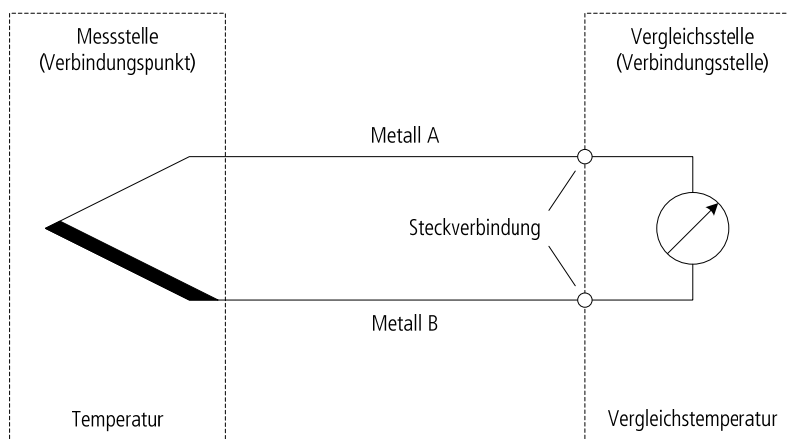 Messstelle
(Verbindungspunkt)
Vergleichsstelle
(Verbindungsstelle)
Metall A
Steckverbindung
Metall B
Temperatur
Vergleichstemperatur